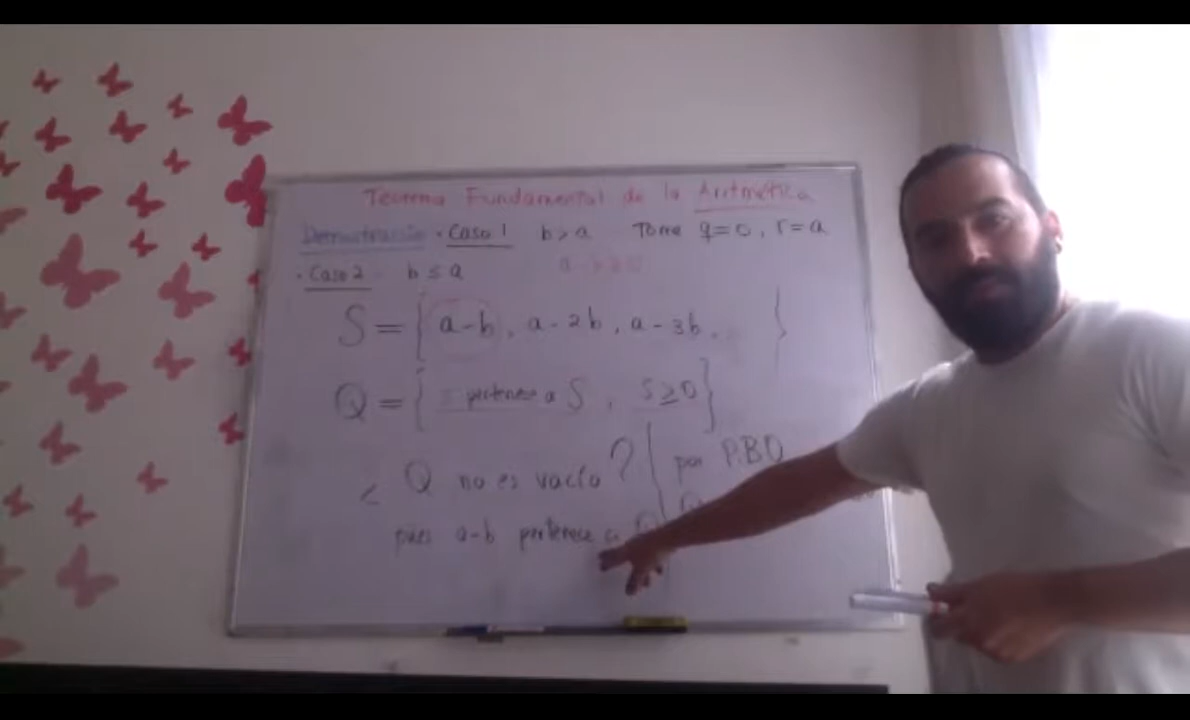 Teorema Fundamental de la Aritmética
Demostración · Caso 1 b > a Tome q=0, r=a
· Caso 2 b ≤ a a-b≥0
S = { a-b, a-2b, a-3b, }
Q = { s pertenece a S, s≥0 }
Q no es vacío ? por P.B.O
pues a-b pertenece a Q Q